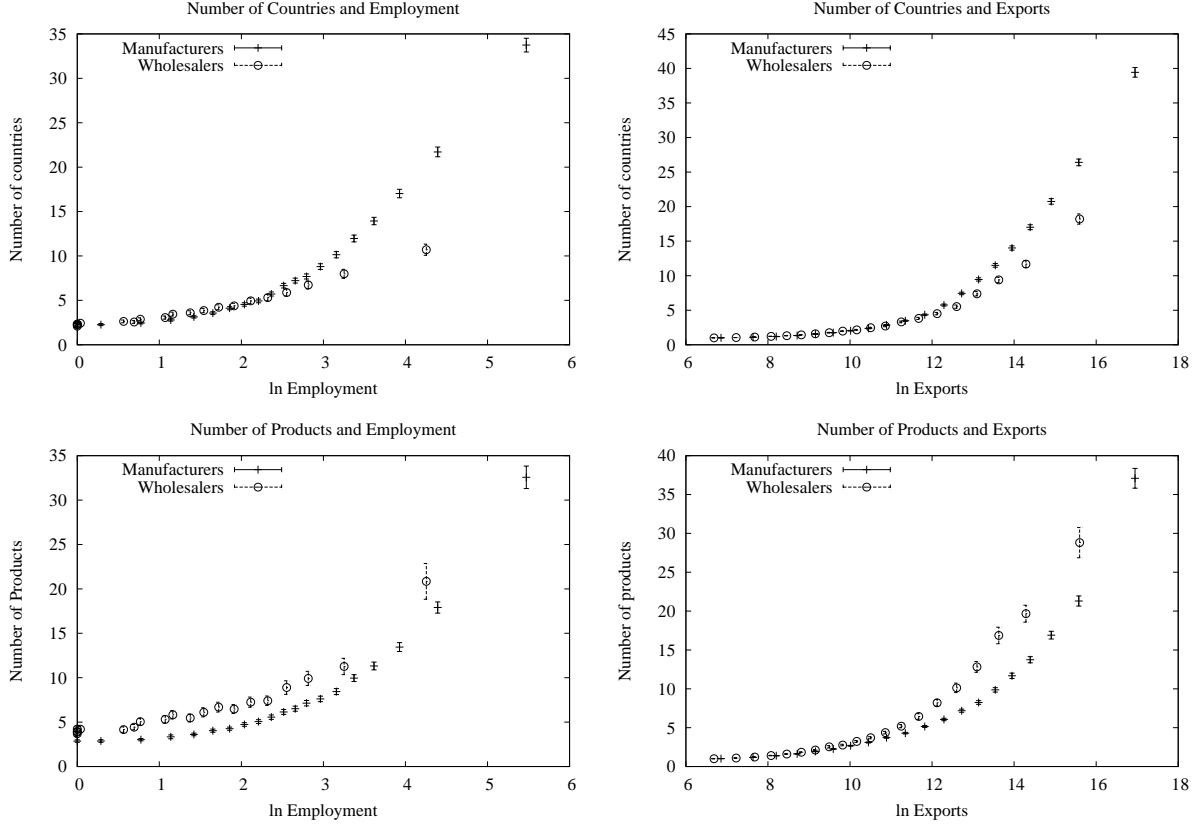 Number of Countries and Employment
Manufacturers
Wholesalers
Number of countries
35
30
25
20
15
10
5
0
0 1 2 3 4 5 6
ln Employment
Number of Countries and Exports
Manufacturers
Wholesalers
Number of countries
45
40
35
30
25
20
15
10
5
0
6 8 10 12 14 16 18
ln Exports
Number of Products and Employment
Manufacturers
Wholesalers
Number of Products
35
30
25
20
15
10
5
0
0 1 2 3 4 5 6
ln Employment
Number of Products and Exports
Manufacturers
Wholesalers
Number of products
40
35
30
25
20
15
10
5
0
6 8 10 12 14 16 18
ln Exports